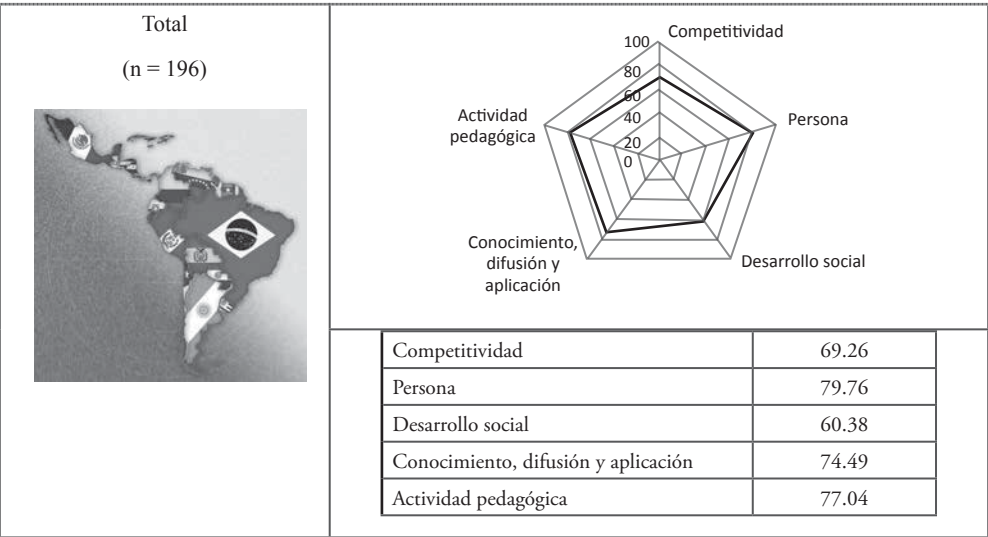 Total
(n = 196)
Competitividad
100
80
60
40
20
0
Persona
Actividad
pedagógica
Conocimiento,
difusión y
aplicación
Desarrollo social
Competitividad 69.26
Persona 79.76
Desarrollo social 60.38
Conocimiento, difusión y aplicación 74.49
Actividad pedagógica 77.04